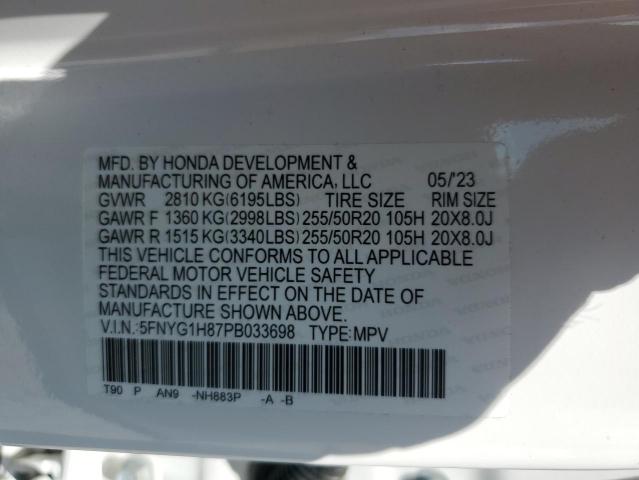 MFD. BY HONDA DEVELOPMENT &
MANUFACTURING OF AMERICA, LLC 05/'23
GVWR 2810 KG(6195LBS) TIRE SIZE RIM SIZE
GAWR F 1360 KG(2998LBS) 255/50R20 105H 20X8.0J
GAWR R 1515 KG(3340LBS) 255/50R20 105H 20X8.0J
THIS VEHICLE CONFORMS TO ALL APPLICABLE
FEDERAL MOTOR VEHICLE SAFETY
STANDARDS IN EFFECT ON THE DATE OF
MANUFACTURE SHOWN ABOVE.
V.I.N.:5FNYG1H87PB033698 TYPE:MPV
T90 P AN9 -NH883P -A -B